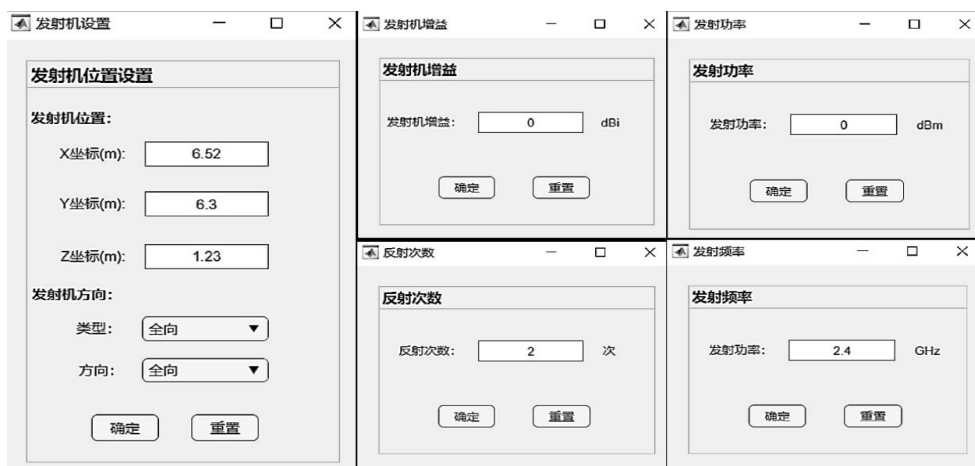 发射机设置
发射机位置设置
发射机位置:
X坐标(m): 6.52
Y坐标(m): 6.3
Z坐标(m): 1.23
发射机方向:
类型: 全向
方向: 全向
确定 重置
发射机增益
发射机增益
发射机增益: 0 dBi
确定 重置
发射功率
发射功率
发射功率: 0 dBm
确定 重置
反射次数
反射次数
反射次数: 2 次
确定 重置
发射频率
发射频率
发射功率: 2.4 GHz
确定 重置